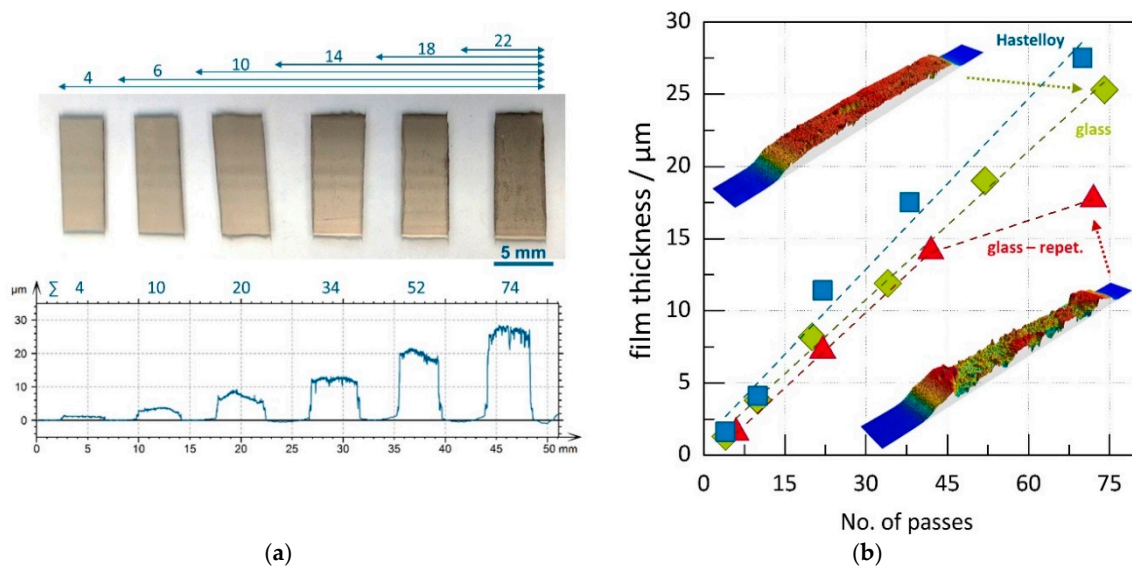 22
18
14
10
6
4
5 mm
μm Σ 4 10 20 34 52 74
30
20
10
0
0 5 10 15 20 25 30 35 40 45 50 mm
(a)
film thickness / μm
30
25
20
15
10
5
0
Hastelloy
glass
glass – repet.
0 15 30 45 60 75
No. of passes
(b)